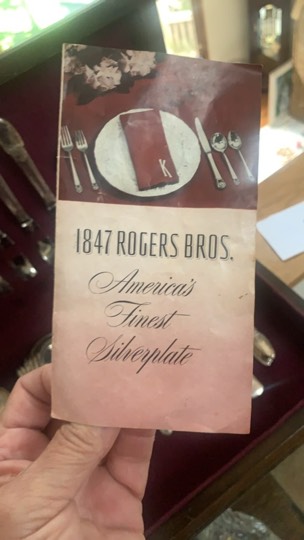 K
1847 ROGERS BROS.
America's
Finest
Silverplate